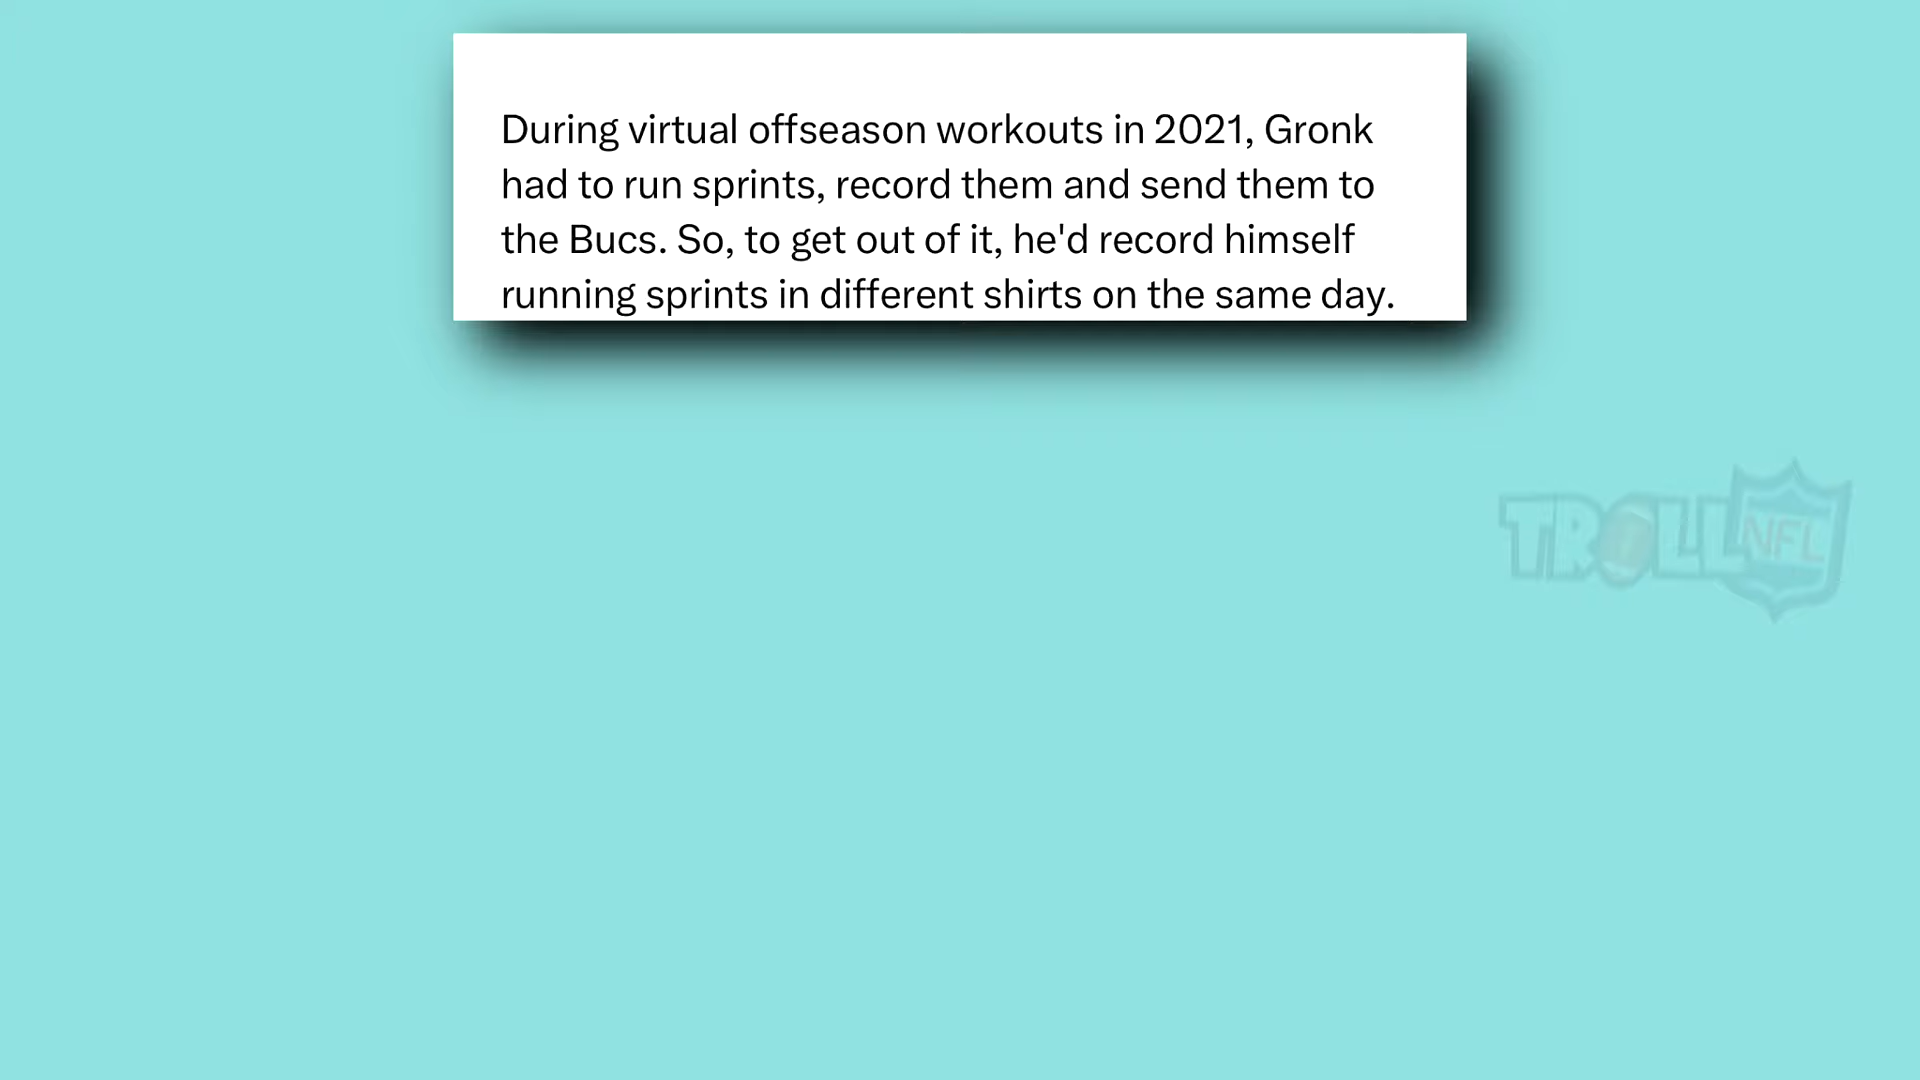 During virtual offseason workouts in 2021, Gronk
had to run sprints, record them and send them to
the Bucs. So, to get out of it, he'd record himself
running sprints in different shirts on the same day.
TROLL NFL